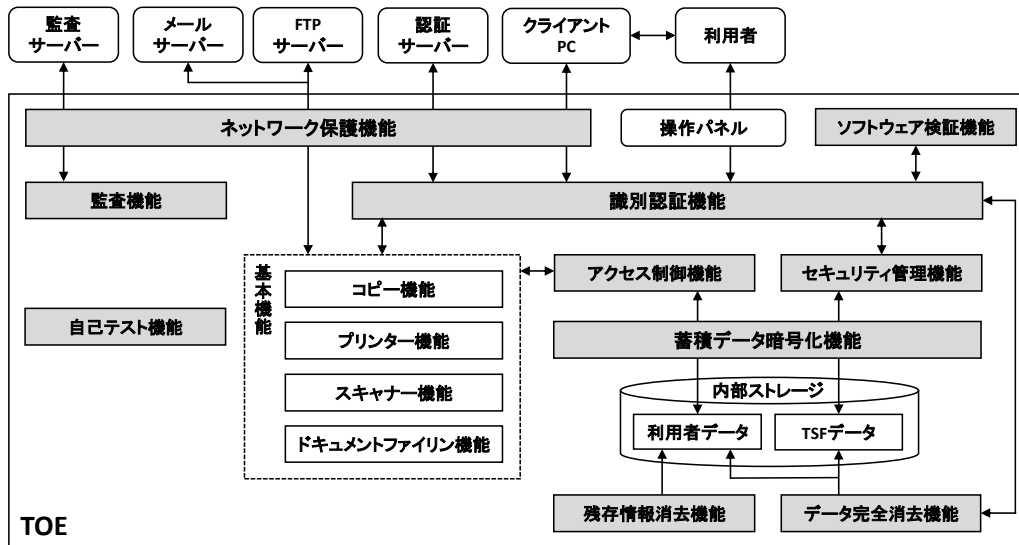 監査
サーバー
メール
サーバー
FTP
サーバー
認証
サーバー
クライアント
PC
利用者
ネットワーク保護機能
操作パネル
ソフトウェア検証機能
監査機能
識別認証機能
基本機能
コピー機能
アクセス制御機能
セキュリティ管理機能
自己テスト機能
プリンター機能
蓄積データ暗号化機能
スキャナー機能
内部ストレージ
ドキュメントファイリン機能
利用者データ
TSFデータ
残存情報消去機能
データ完全消去機能
TOE